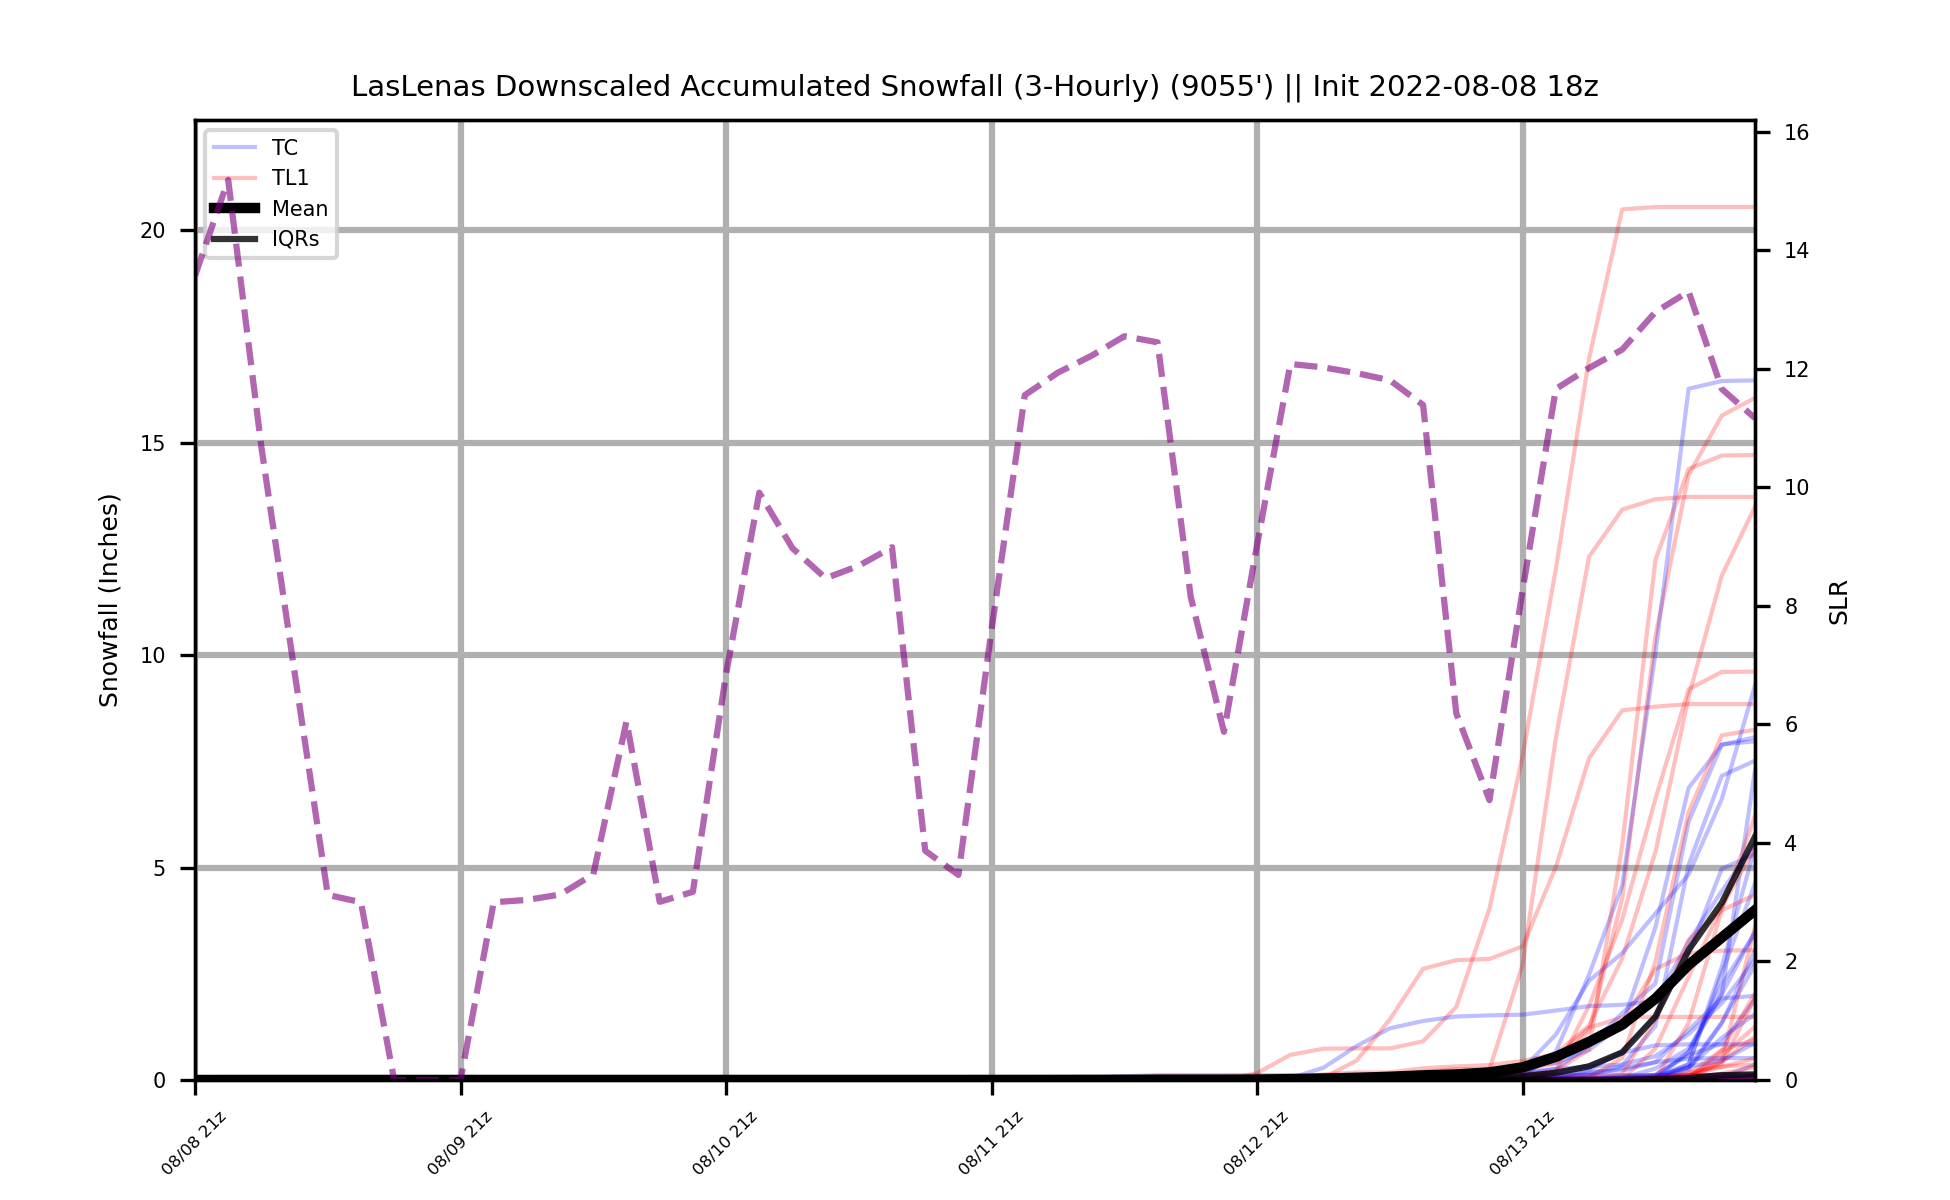 LasLenas Downscaled Accumulated Snowfall (3-Hourly) (9055') || Init 2022-08-08 18z
TC
TL1
Mean
IQRs
Snowfall (Inches)
20
15
10
5
0
16
14
12
10
8
6
4
2
0
SLR
08/08 21z
08/09 21z
08/10 21z
08/11 21z
08/12 21z
08/13 21z